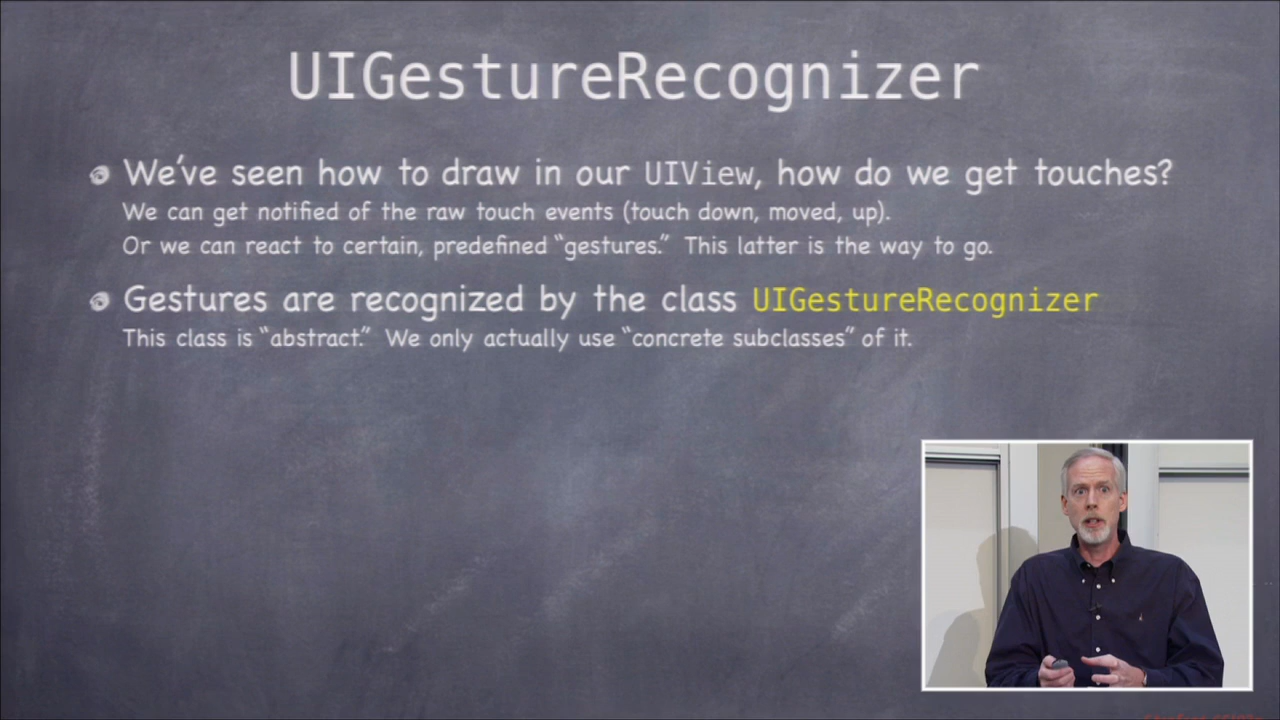 UIGestureRecognizer
We've seen how to draw in our UIView, how do we get touches?
We can get notified of the raw touch events (touch down, moved, up).
Or we can react to certain, predefined “gestures.” This latter is the way to go.
Gestures are recognized by the class UIGestureRecognizer
This class is “abstract.” We only actually use “concrete subclasses” of it.